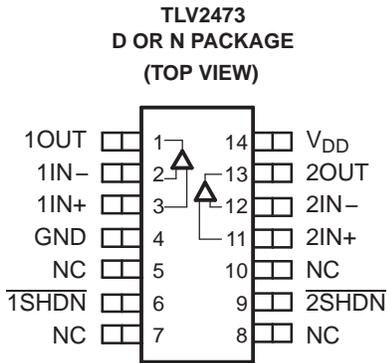 TLV2473
D OR N PACKAGE
(TOP VIEW)
1OUT 1 14 VDD
1IN− 2 13 2OUT
1IN+ 3 12 2IN−
GND 4 11 2IN+
NC 5 10 NC
1SHDN 6 9 2SHDN
NC 7 8 NC